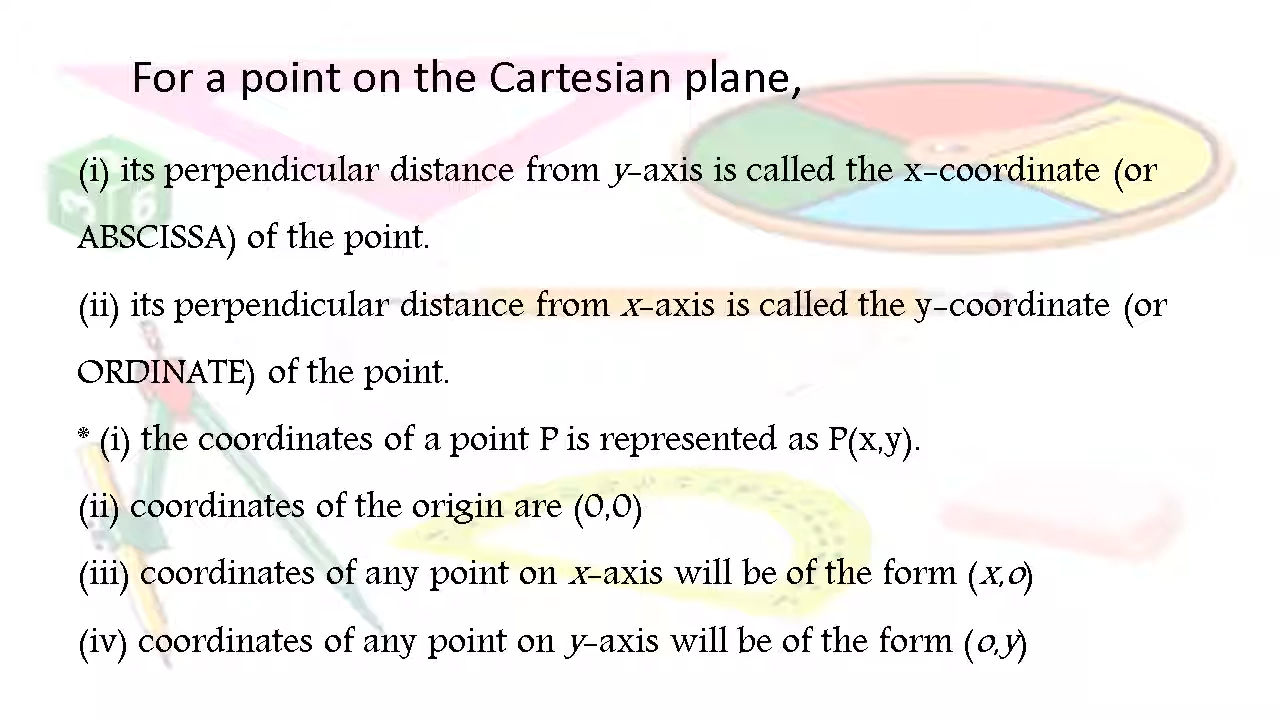 For a point on the Cartesian plane,
(i) its perpendicular distance from y-axis is called the x-coordinate (or
ABSCISSA) of the point.
(ii) its perpendicular distance from x-axis is called the y-coordinate (or
ORDINATE) of the point.
* (i) the coordinates of a point P is represented as P(x,y).
(ii) coordinates of the origin are (0,0)
(iii) coordinates of any point on x-axis will be of the form (x,o)
(iv) coordinates of any point on y-axis will be of the form (o,y)
3 6